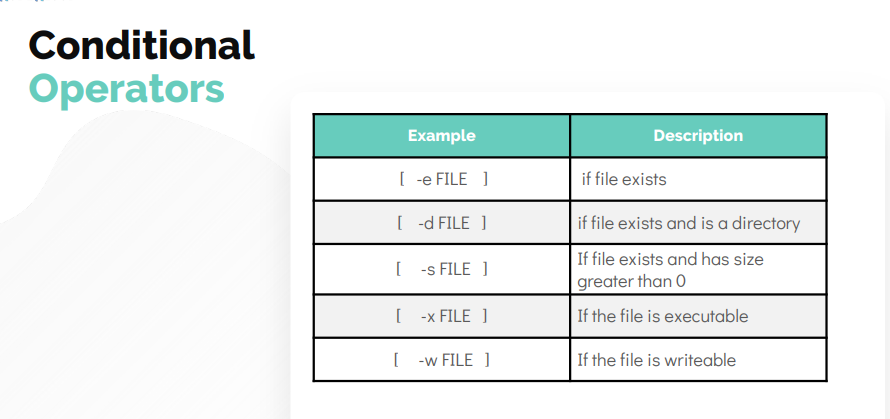 Conditional
Operators
Example Description
[ -e FILE ] if file exists
[ -d FILE ] if file exists and is a directory
[ -s FILE ] If file exists and has size
greater than 0
[ -x FILE ] If the file is executable
[ -w FILE ] If the file is writeable